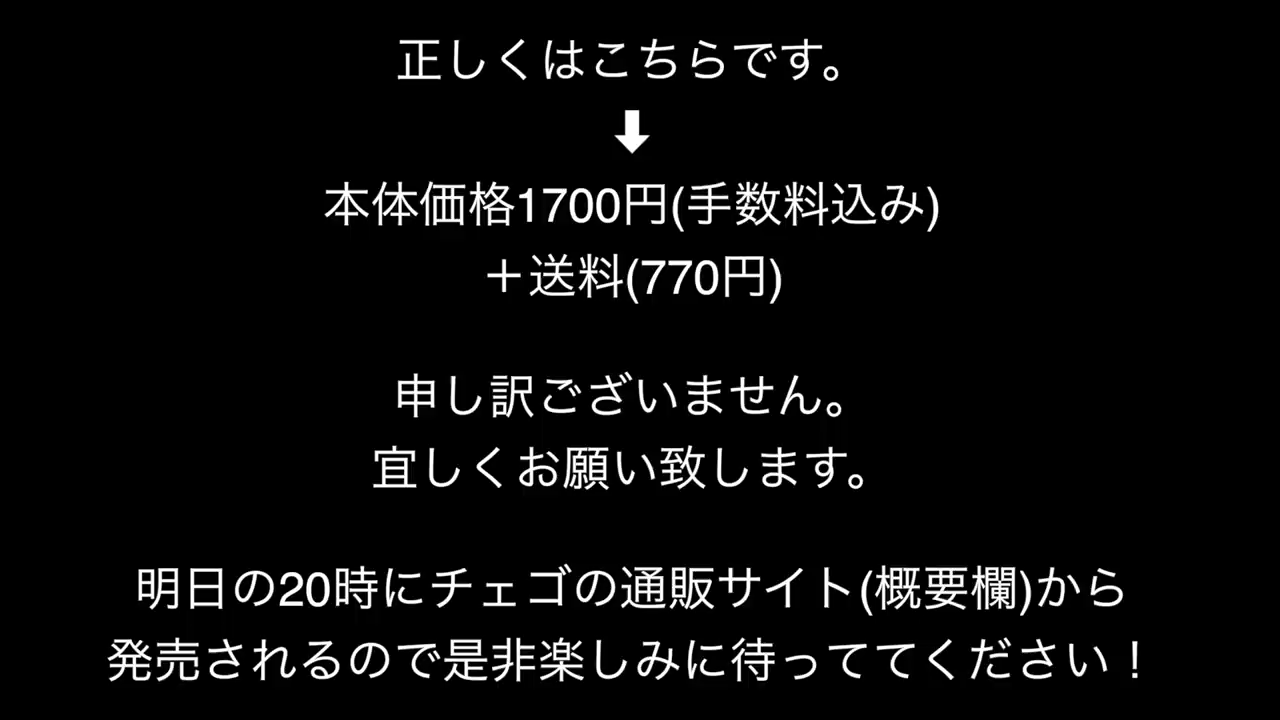 正しくはこちらです。
⬇
本体価格1700円(手数料込み)
＋送料(770円)
申し訳ございません。
宜しくお願い致します。
明日の20時にチェゴの通販サイト(概要欄)から
発売されるので是非楽しみに待っててください！